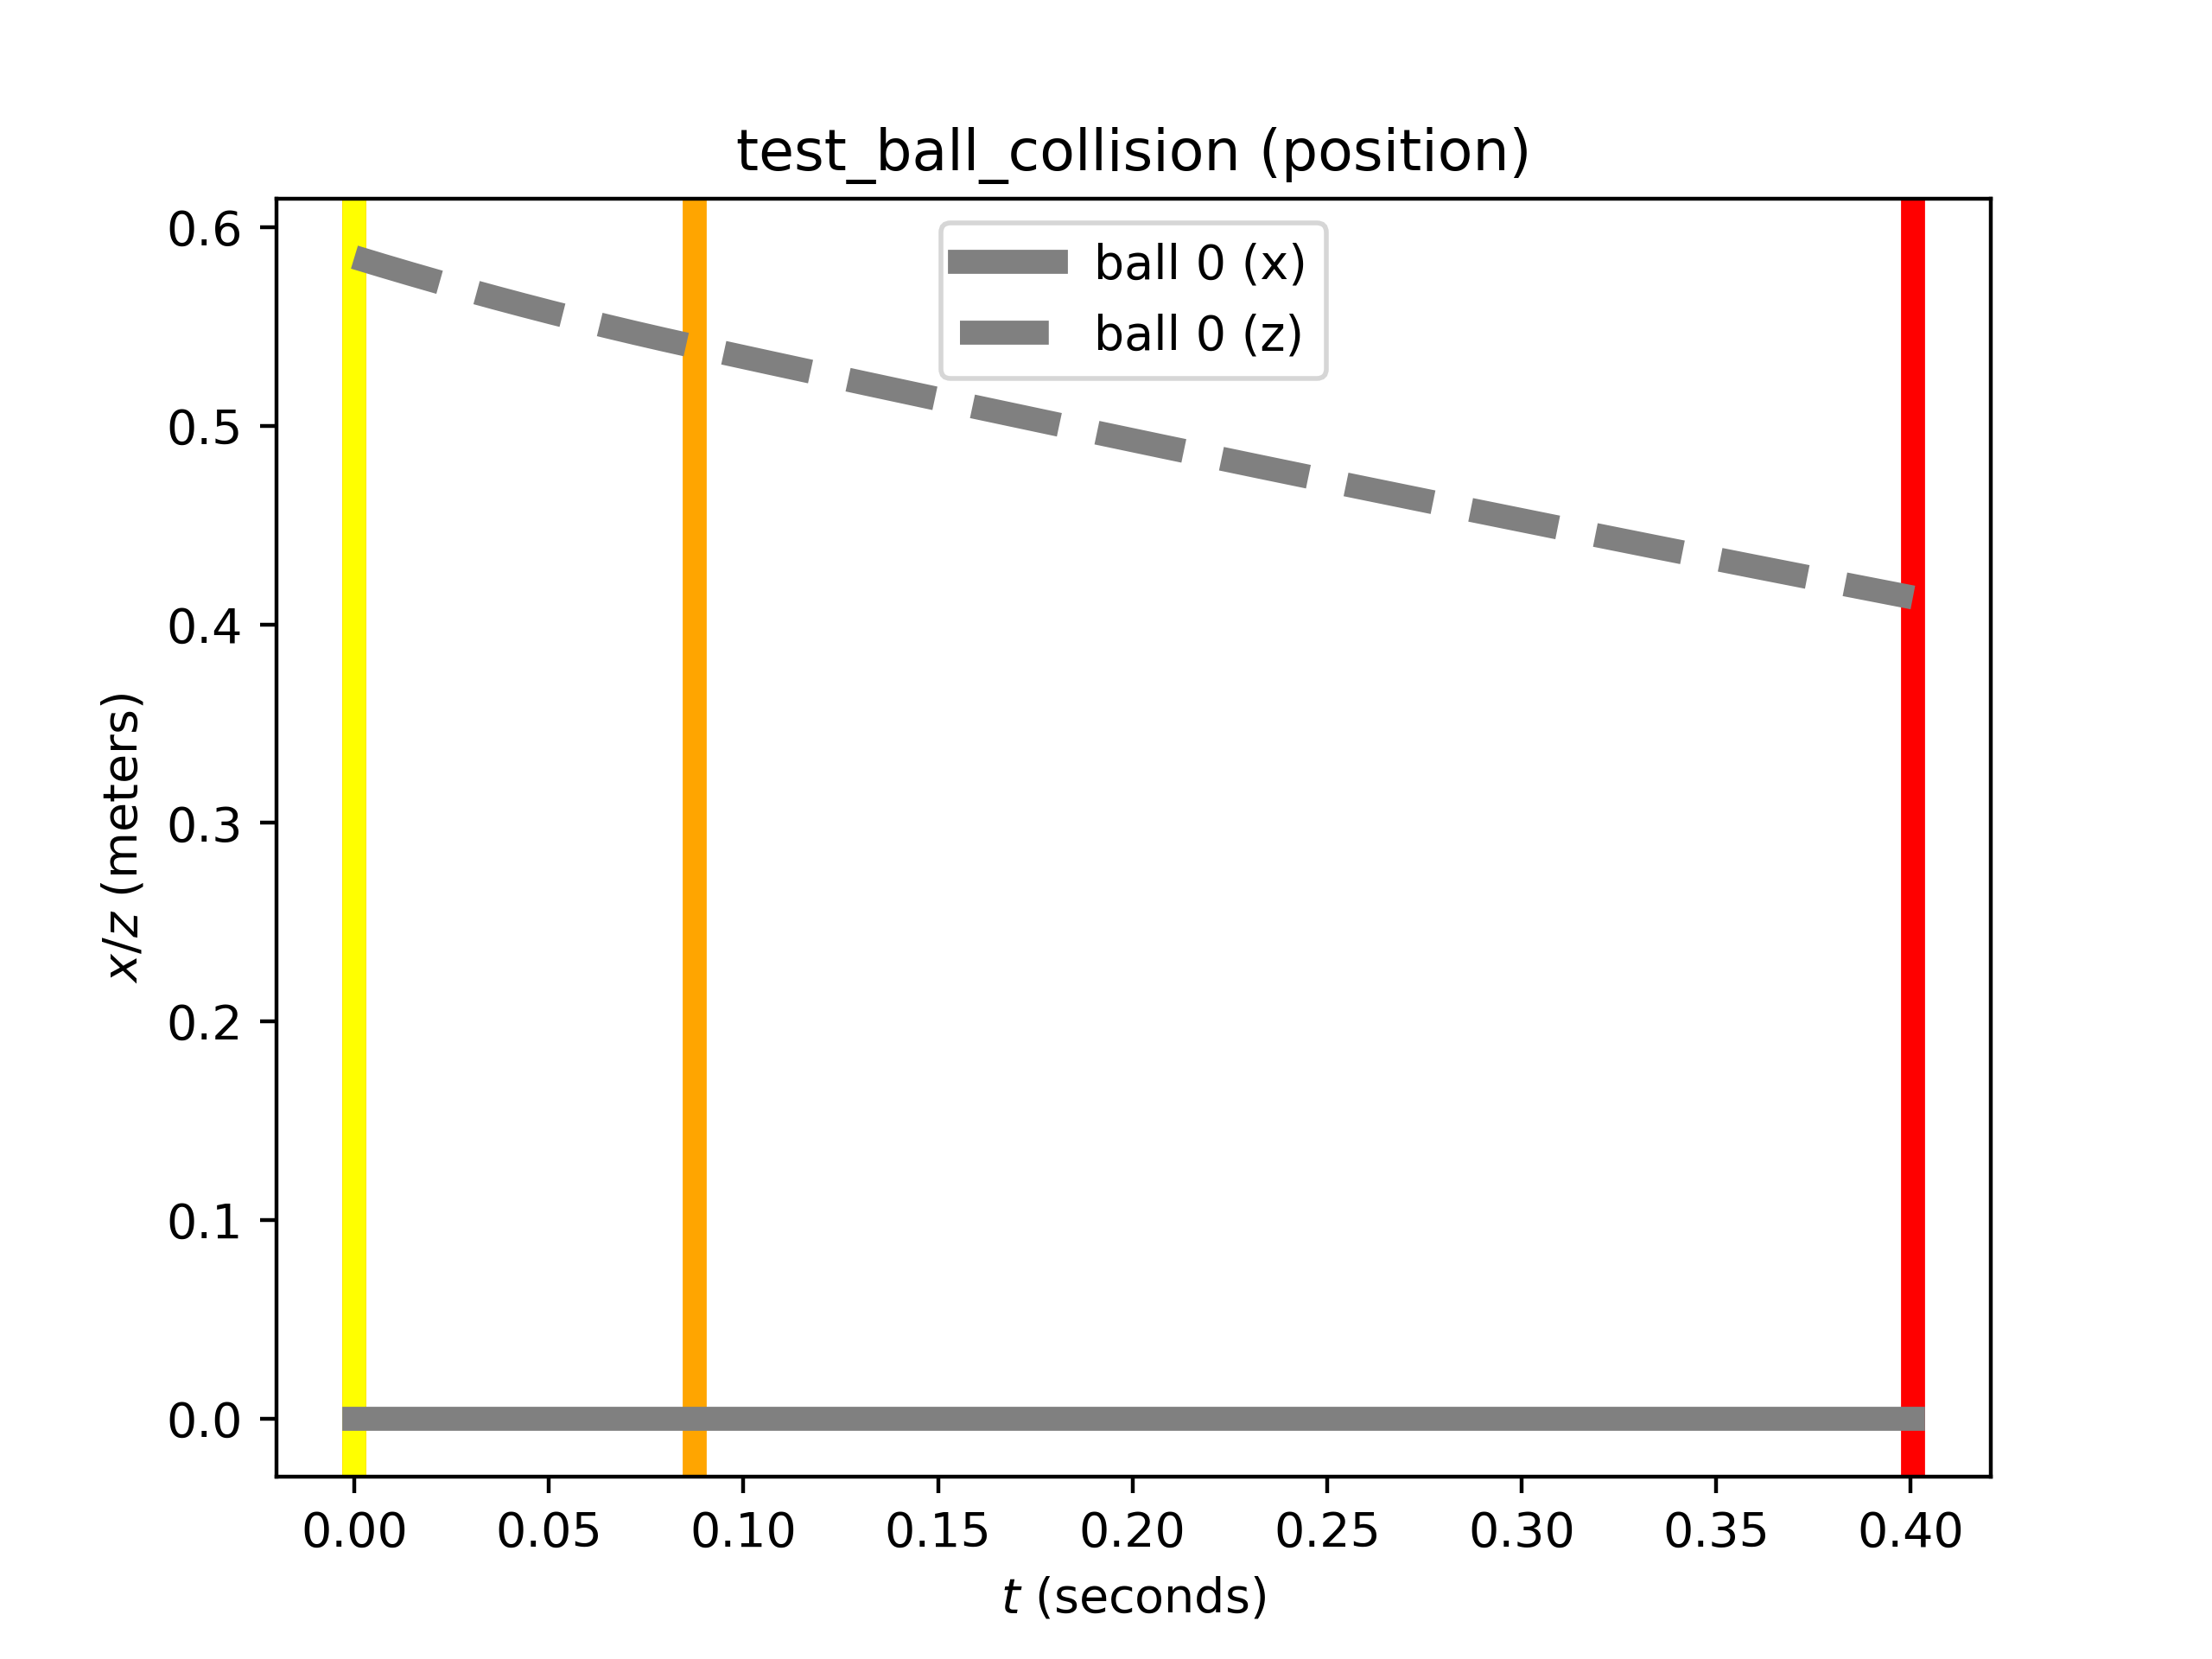 test_ball_collision (position)
ball 0 (x)
ball 0 (z)
x/z (meters)
0.6
0.5
0.4
0.3
0.2
0.1
0.0
0.00 0.05 0.10 0.15 0.20 0.25 0.30 0.35 0.40
t (seconds)